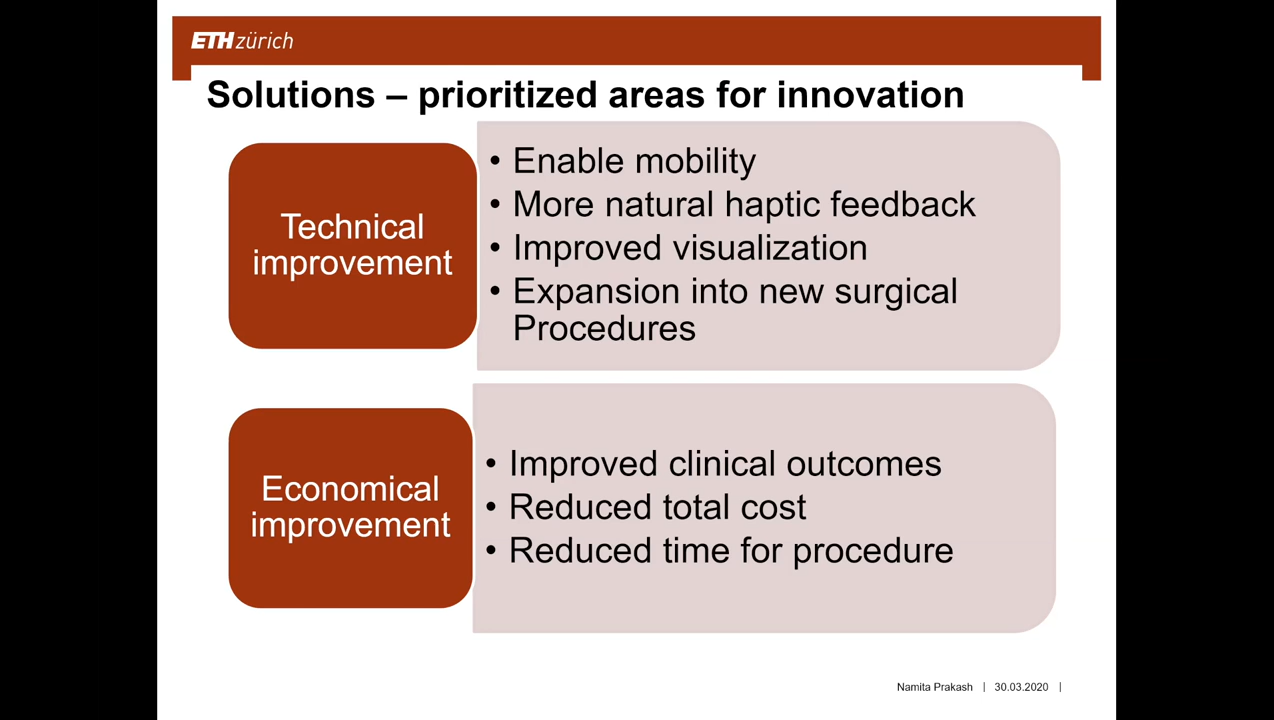 ETH zürich
Solutions – prioritized areas for innovation
Technical
improvement
• Enable mobility
• More natural haptic feedback
• Improved visualization
• Expansion into new surgical
Procedures
Economical
improvement
• Improved clinical outcomes
• Reduced total cost
• Reduced time for procedure
Namita Prakash | 30.03.2020 |